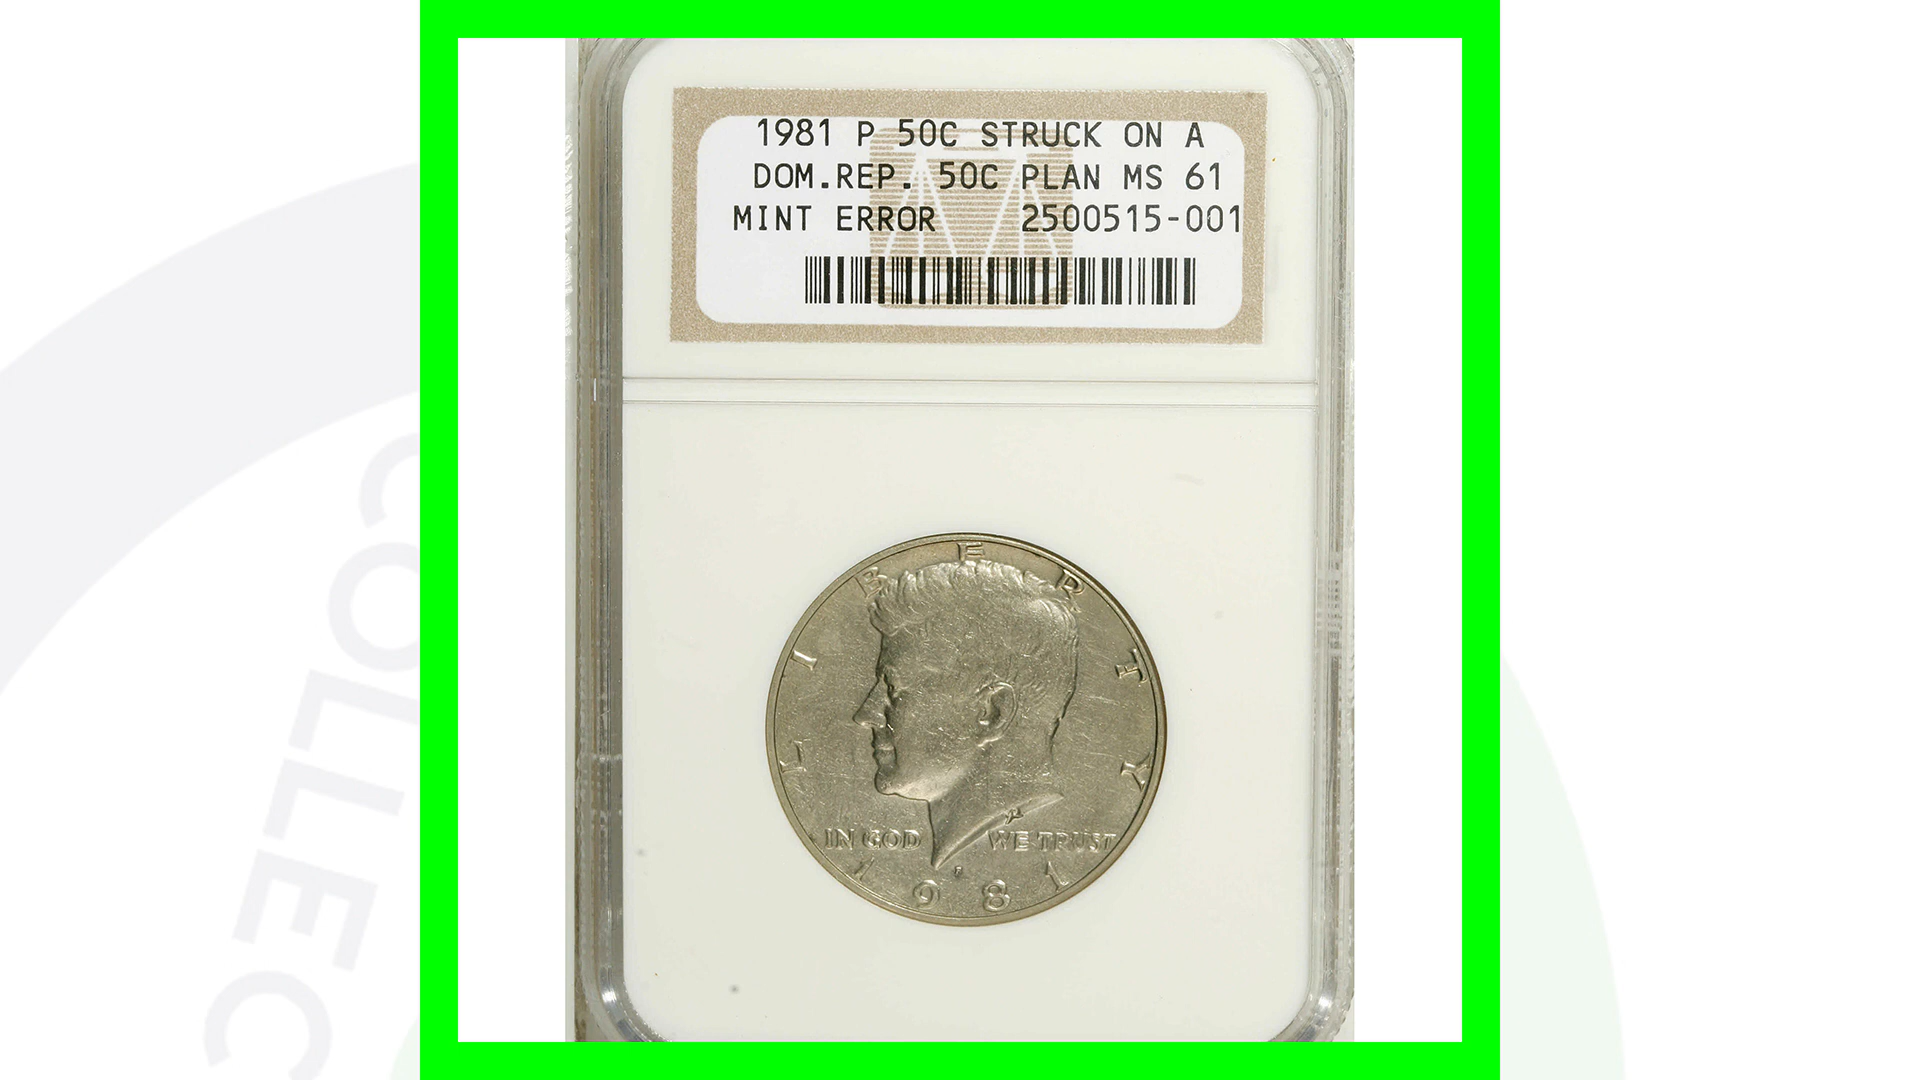 1981 P 50C STRUCK ON A
DOM.REP. 50C PLAN MS 61
MINT ERROR 2500515-001
LIBERTY
IN GOD WE TRUST
P
1981
COLLEC